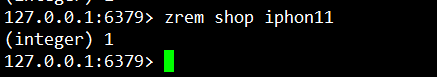 127.0.0.1:6379> zrem shop iphon11
(integer) 1
127.0.0.1:6379>